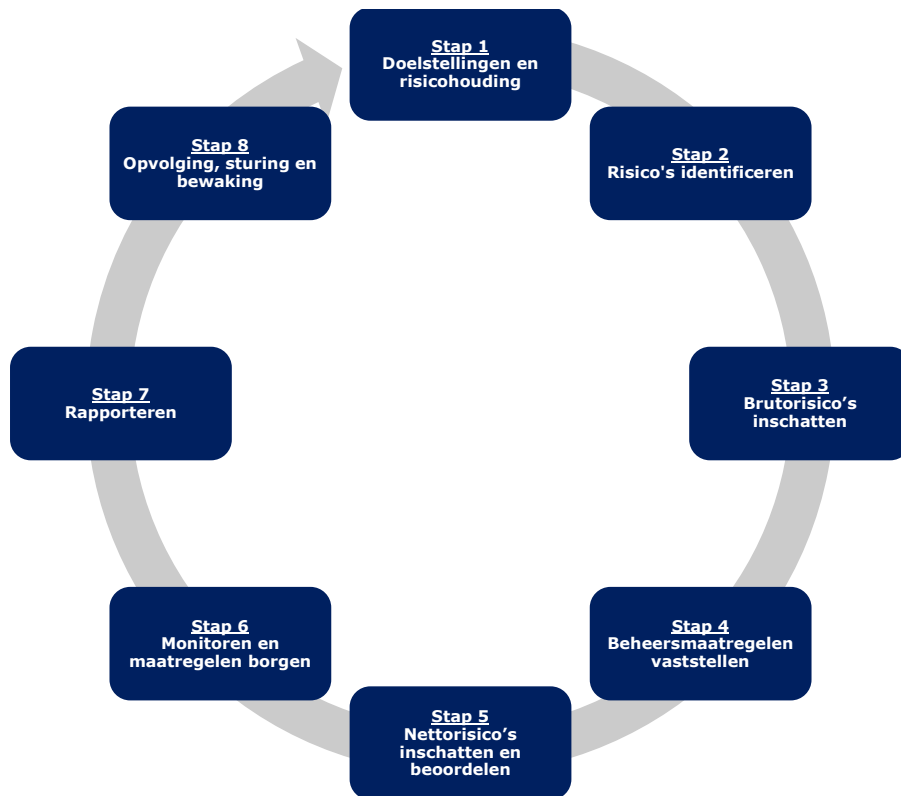 Stap 1
Doelstellingen en
risicohouding
Stap 2
Risico's identificeren
Stap 3
Brutorisico’s
inschatten
Stap 4
Beheersmaatregelen
vaststellen
Stap 5
Nettorisico’s
inschatten en
beoordelen
Stap 6
Monitoren en
maatregelen borgen
Stap 7
Rapporteren
Stap 8
Opvolging, sturing en
bewaking